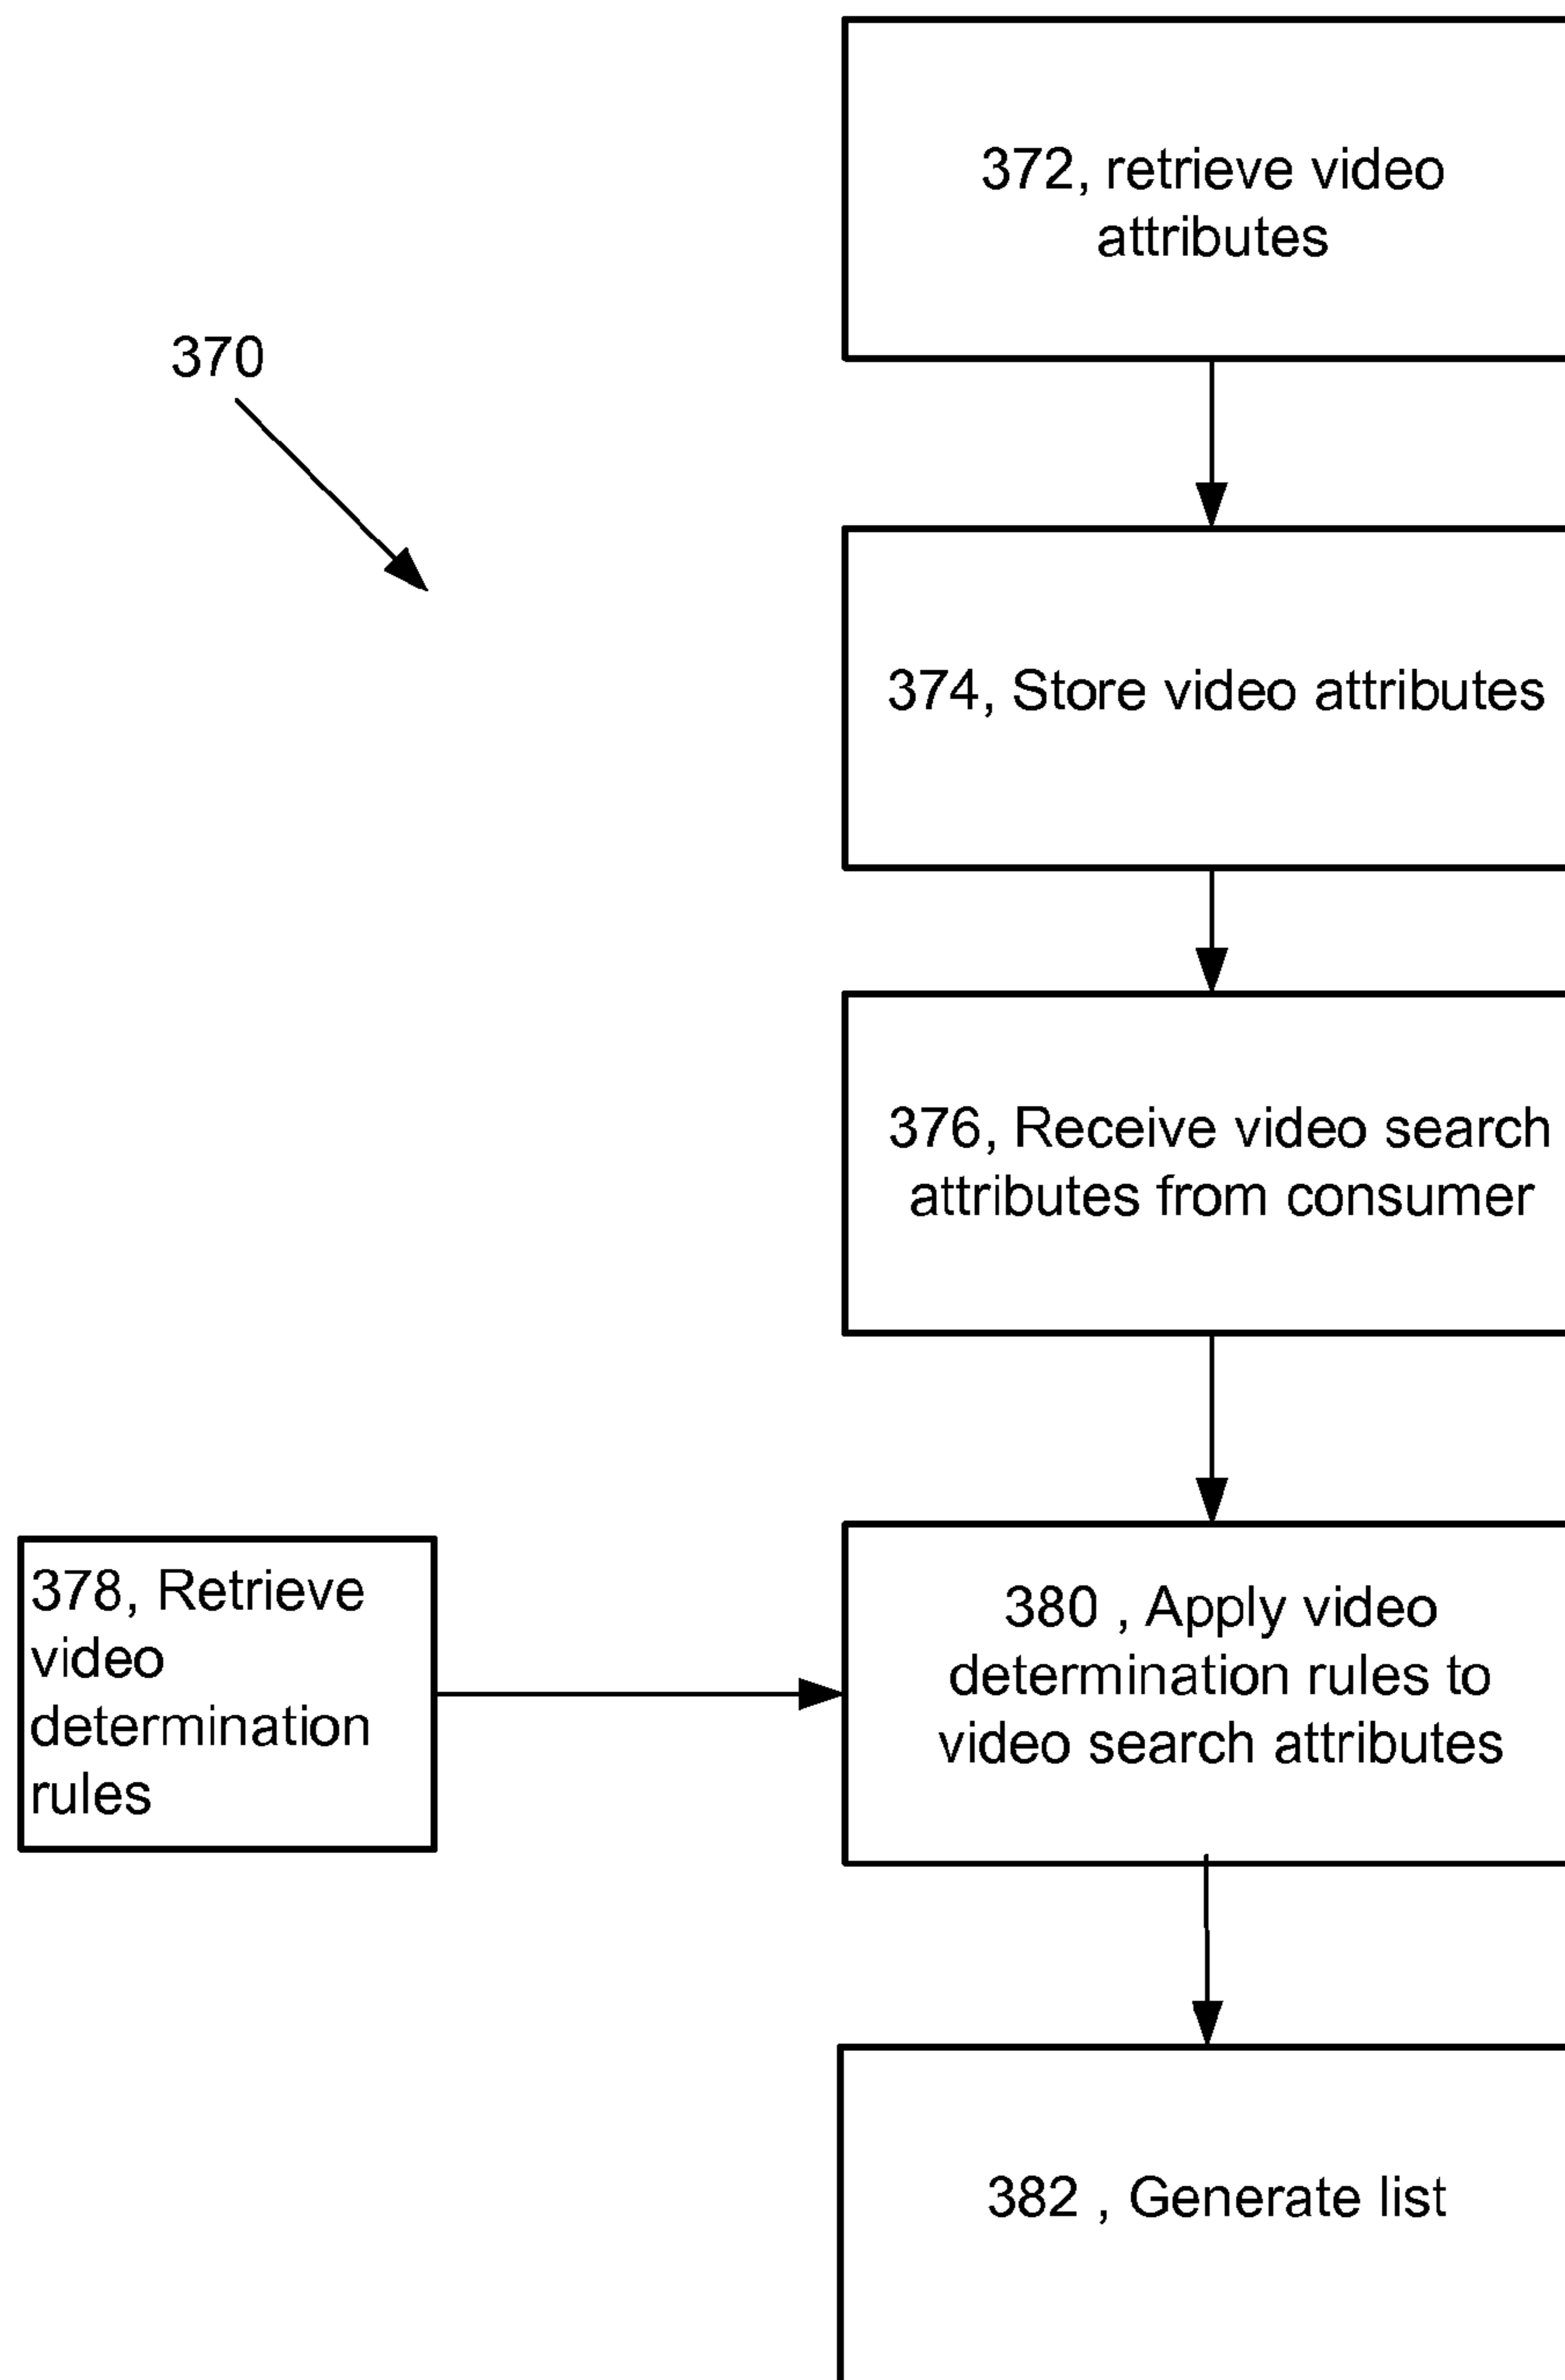 372, retrieve video
attributes
370
374, Store video attributes
376, Receive video search
attributes from consumer
378, Retrieve
video
determination
rules
380 , Apply video
determination rules to
video search attributes
382 , Generate list